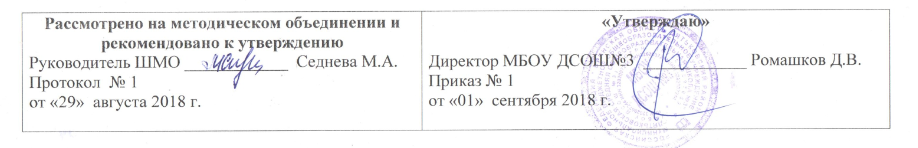 Рассмотрено на методическом объединении и
рекомендовано к утверждению
Руководитель ШМО ____________ Седнева М.А.
Протокол № 1
от «29» августа 2018 г.
«Утверждаю»
Директор МБОУ ДСОШ№3 ____________ Ромашков Д.В.
Приказ № 1
от «01» сентября 2018 г.